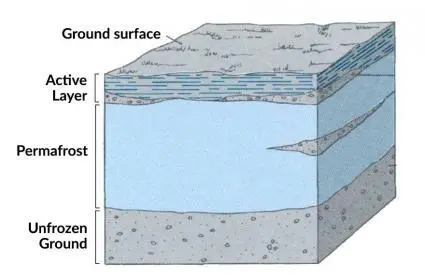 Ground surface
Active
Layer
Permafrost
Unfrozen
Ground